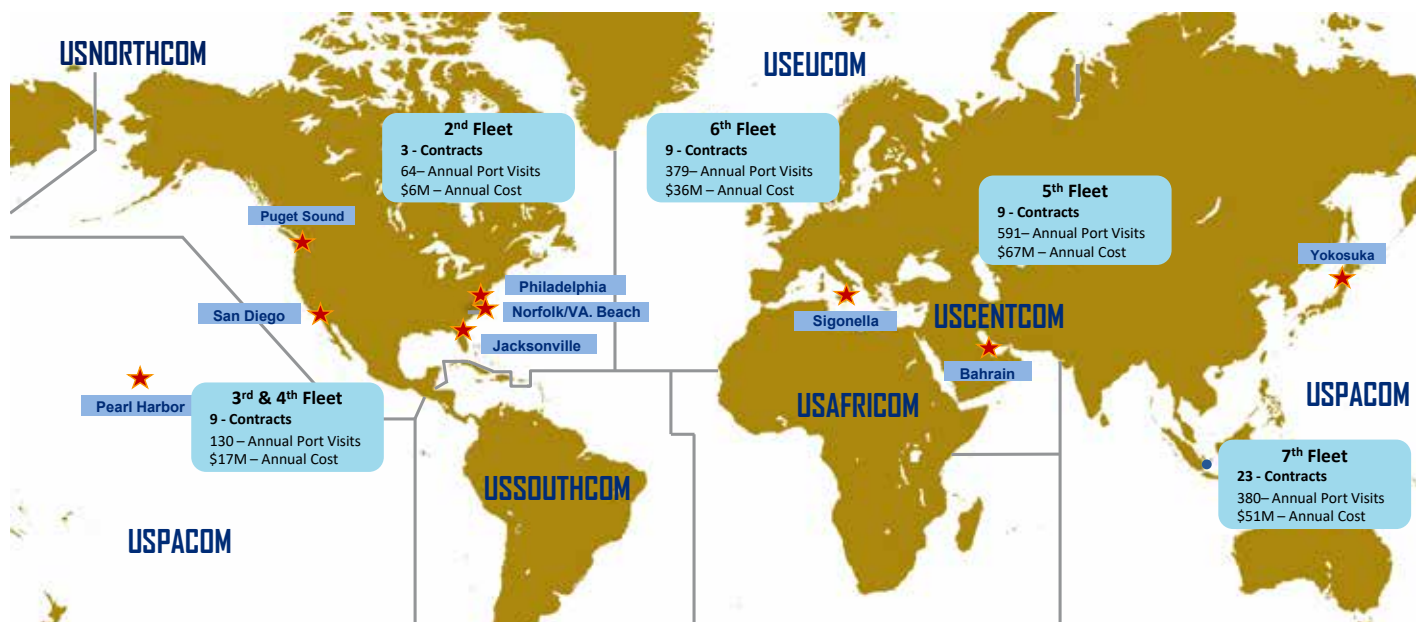 USNORTHCOM
USEUCOM
2nd Fleet
3 - Contracts
64– Annual Port Visits
$6M – Annual Cost
6th Fleet
9 - Contracts
379– Annual Port Visits
$36M – Annual Cost
5th Fleet
9 - Contracts
591– Annual Port Visits
$67M – Annual Cost
Puget Sound
Yokosuka
Philadelphia
San Diego
Norfolk/VA. Beach
Sigonella
USCENTCOM
Jacksonville
Bahrain
Pearl Harbor
3rd & 4th Fleet
9 - Contracts
130 – Annual Port Visits
$17M – Annual Cost
USAFRICOM
USPACOM
7th Fleet
23 - Contracts
380– Annual Port Visits
$51M – Annual Cost
USSOUTHCOM
USPACOM